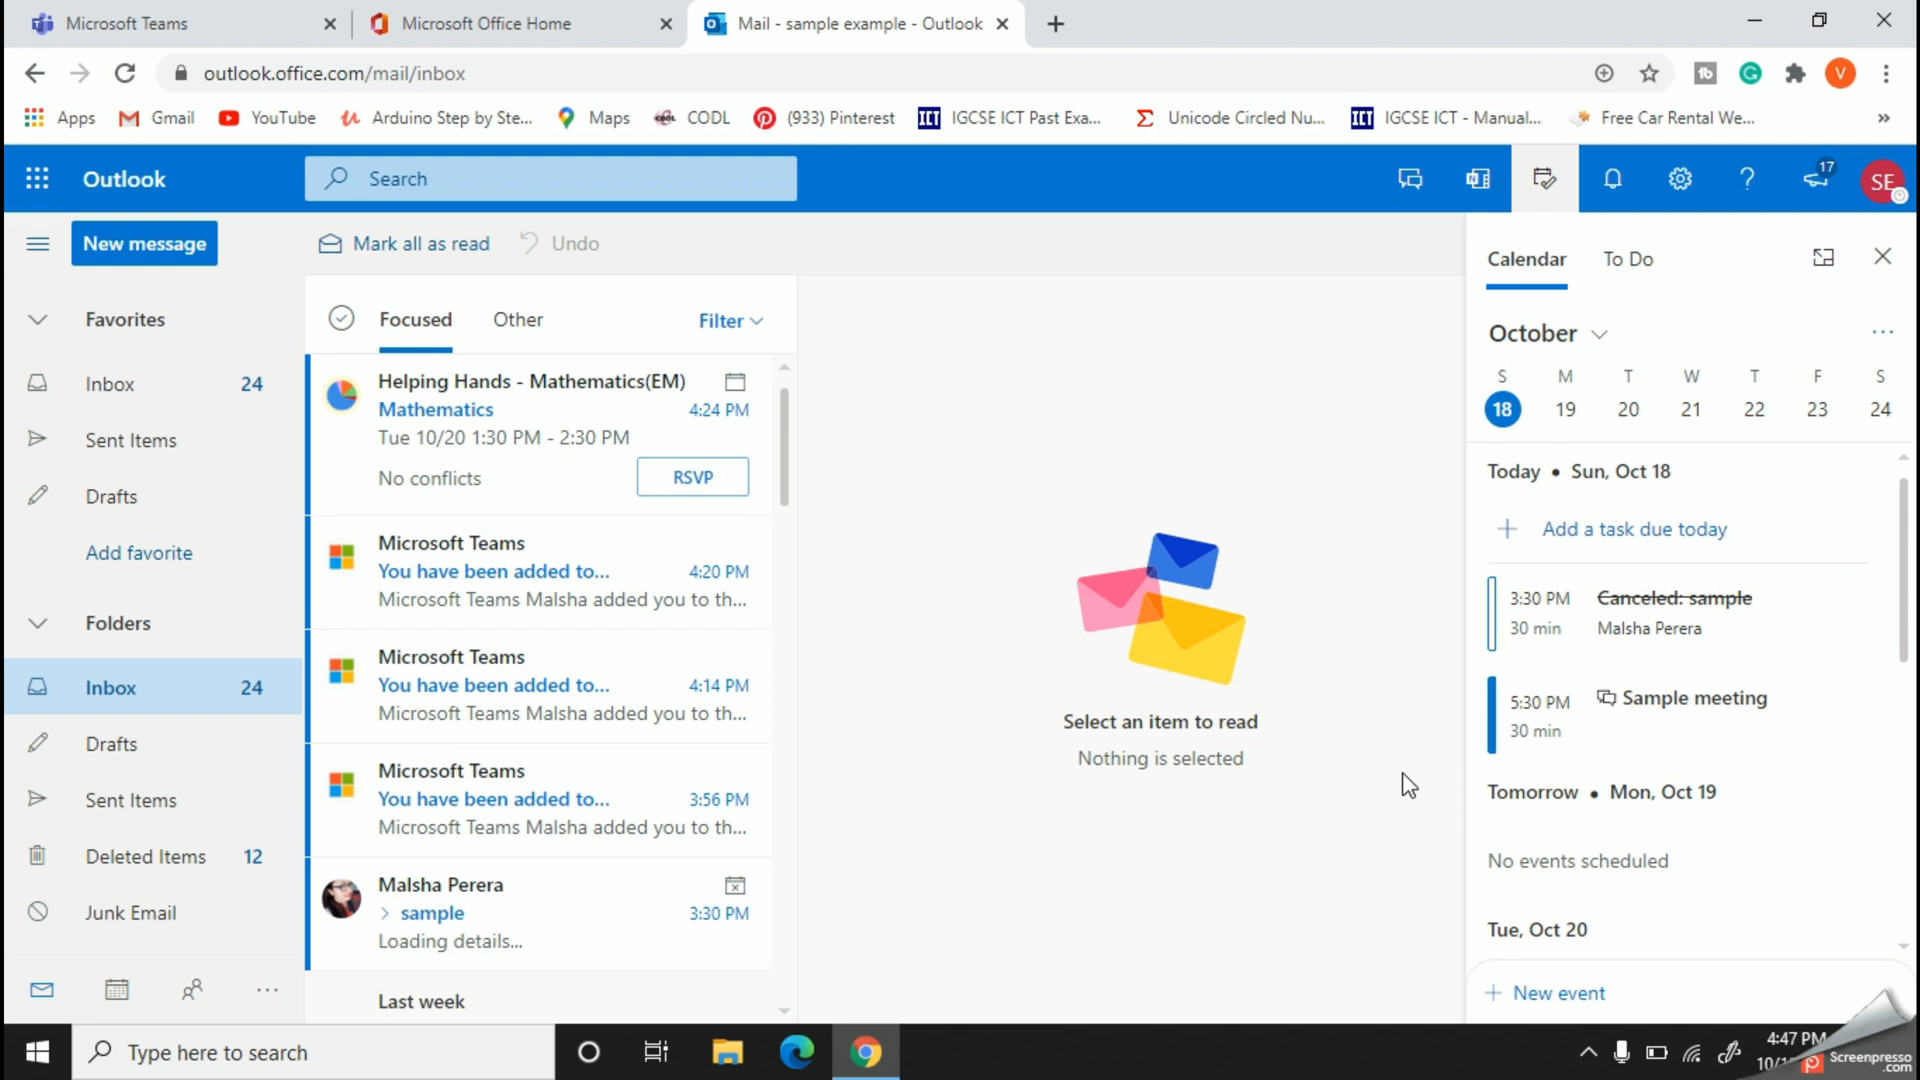 Microsoft Teams
Microsoft Office Home
Mail - sample example - Outlook
outlook.office.com/mail/inbox
Apps
Gmail
YouTube
Arduino Step by Ste...
Maps
CODL
(933) Pinterest
IGCSE ICT Past Exa...
Unicode Circled Nu...
IGCSE ICT - Manual...
Free Car Rental We...
Outlook
Search
17
SE
New message
Mark all as read
Undo
Favorites
Inbox 24
Sent Items
Drafts
Add favorite
Folders
Inbox 24
Drafts
Sent Items
Deleted Items 12
Junk Email
Focused
Other
Filter
Helping Hands - Mathematics(EM)
Mathematics 4:24 PM
Tue 10/20 1:30 PM - 2:30 PM
No conflicts
RSVP
Microsoft Teams
You have been added to... 4:20 PM
Microsoft Teams Malsha added you to th...
Microsoft Teams
You have been added to... 4:14 PM
Microsoft Teams Malsha added you to th...
Microsoft Teams
You have been added to... 3:56 PM
Microsoft Teams Malsha added you to th...
Malsha Perera
sample 3:30 PM
Loading details...
Last week
Select an item to read
Nothing is selected
Calendar
To Do
October
S M T W T F S
18 19 20 21 22 23 24
Today • Sun, Oct 18
Add a task due today
3:30 PM Canceled: sample
30 min Malsha Perera
5:30 PM Sample meeting
30 min
Tomorrow • Mon, Oct 19
No events scheduled
Tue, Oct 20
New event
Type here to search
4:47 PM
Screenpresso
.com